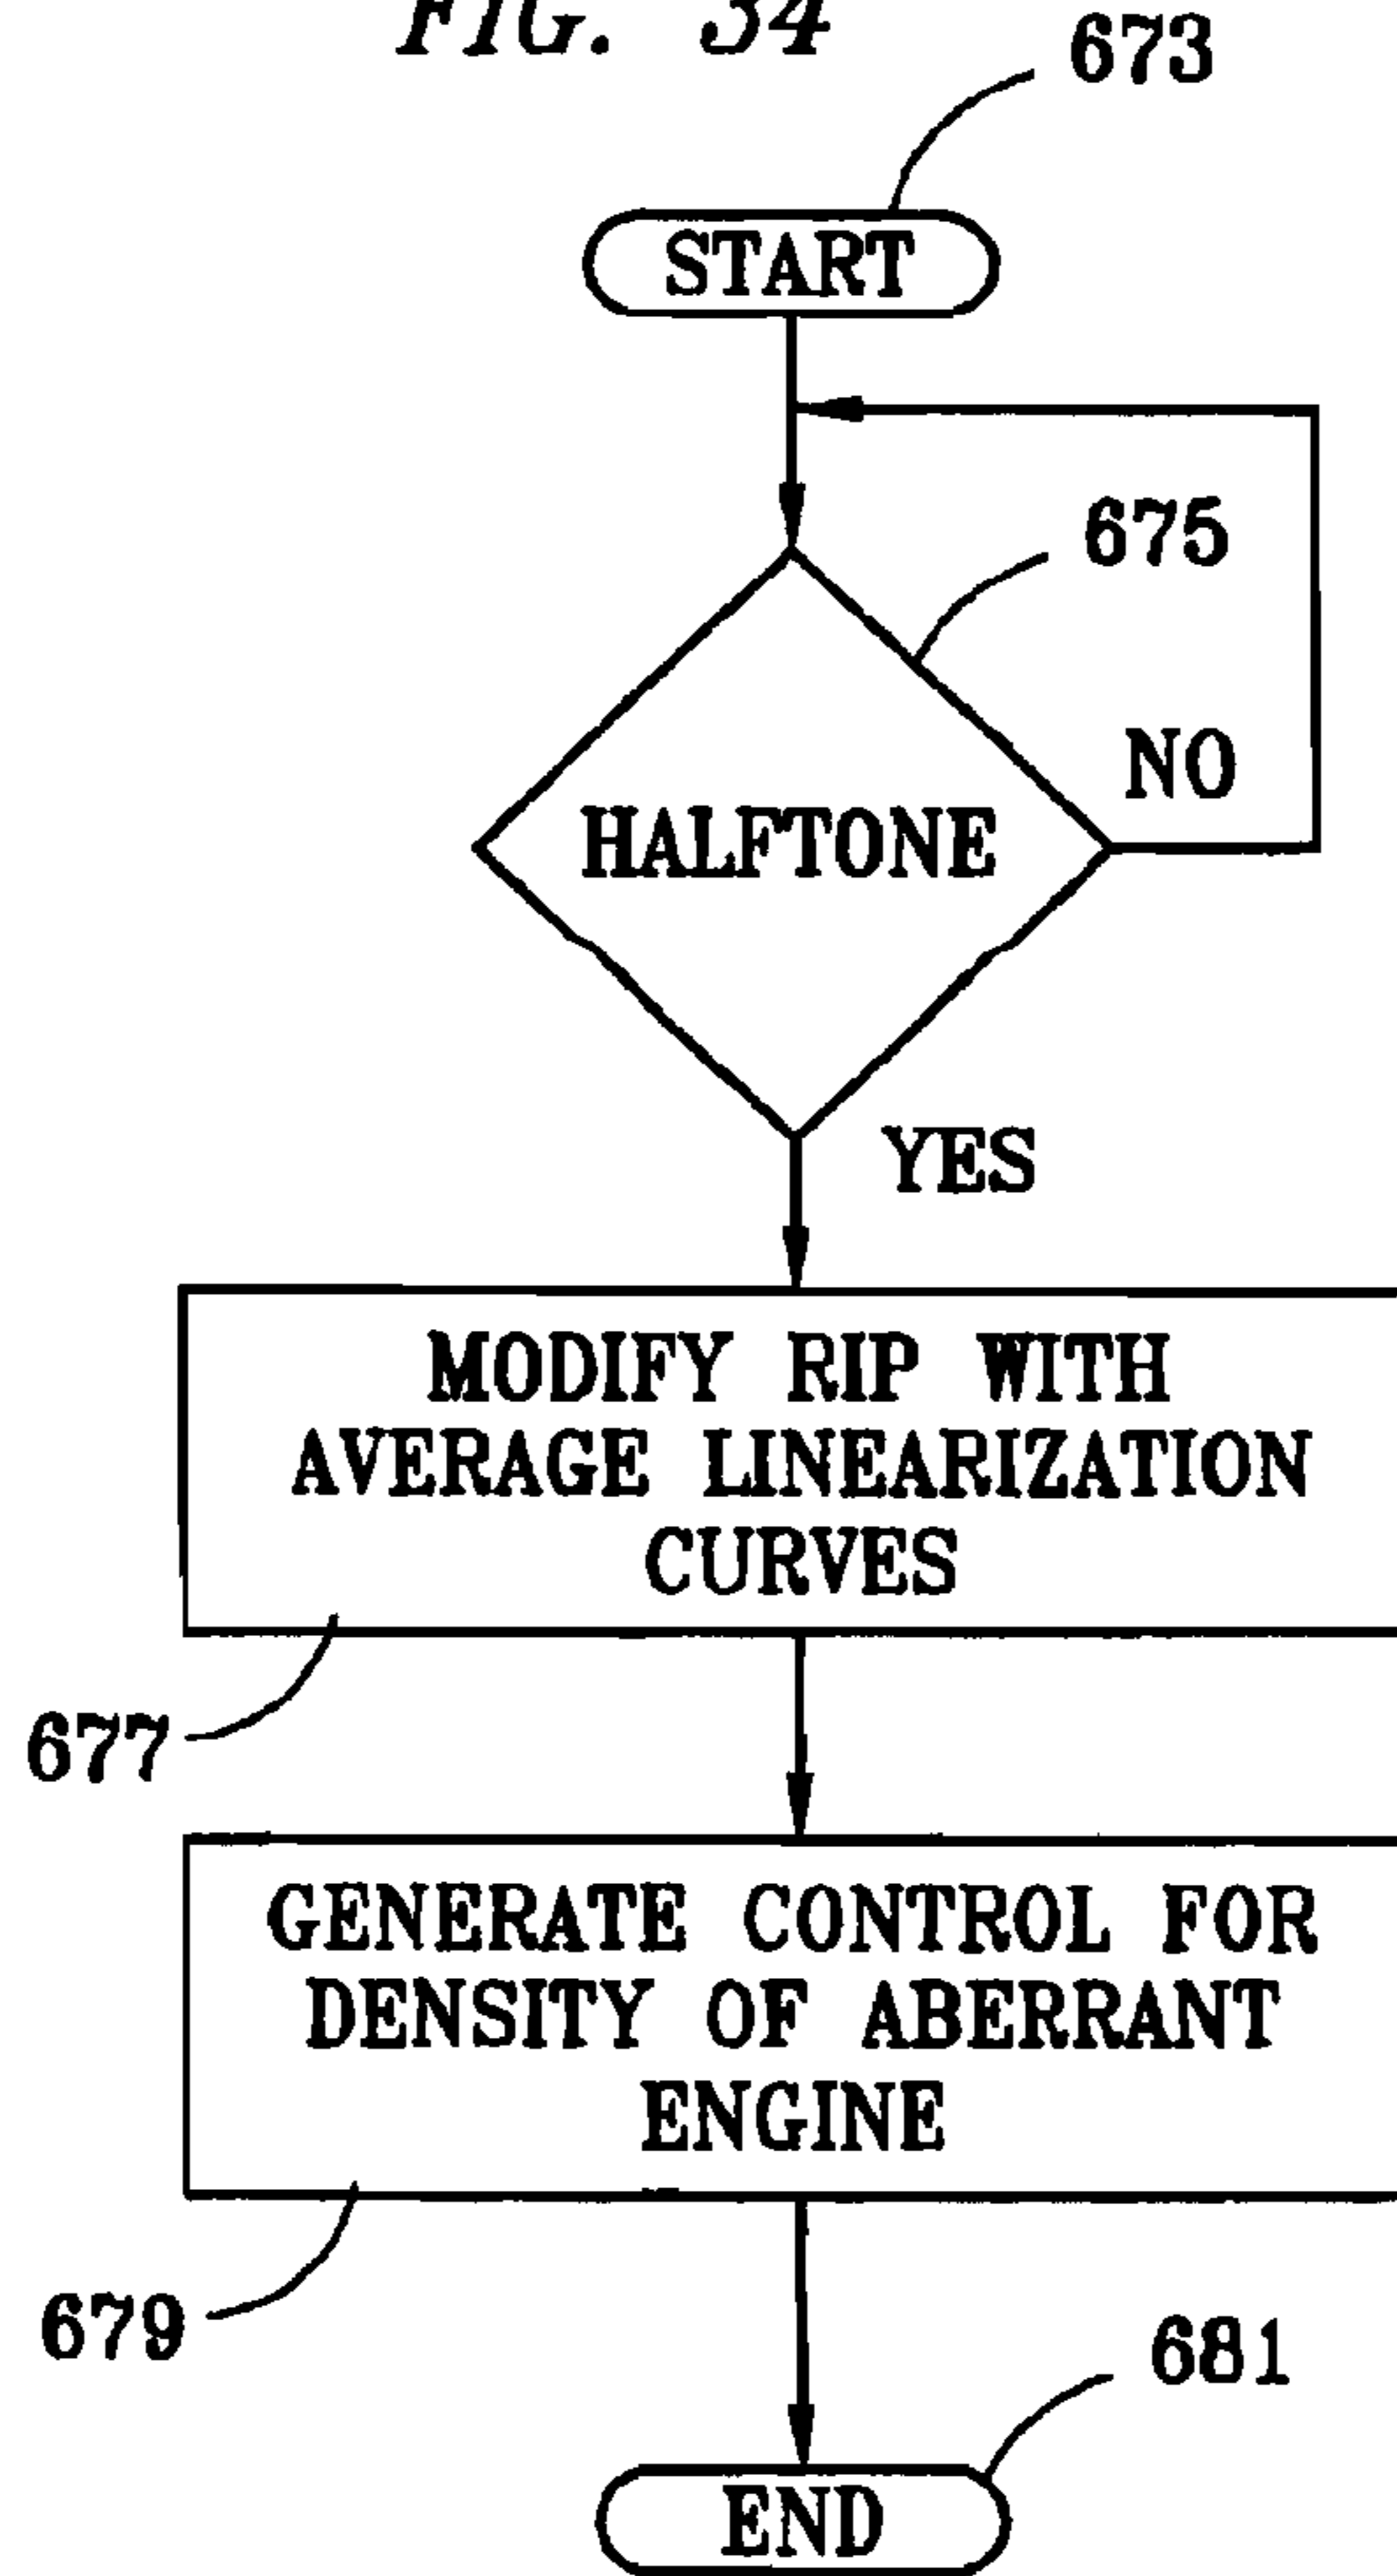 FIG. 34
673
START
675
NO
HALFTONE
YES
MODIFY RIP WITH
AVERAGE LINEARIZATION
CURVES
677
GENERATE CONTROL FOR
DENSITY OF ABERRANT
ENGINE
679
681
END